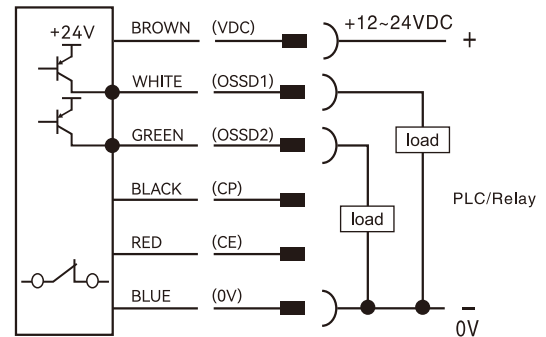 +24V BROWN (VDC) +12~24VDC +
WHITE (OSSD1)
GREEN (OSSD2) load
BLACK (CP) PLC/Relay
load
RED (CE)
BLUE (0V) −
0V